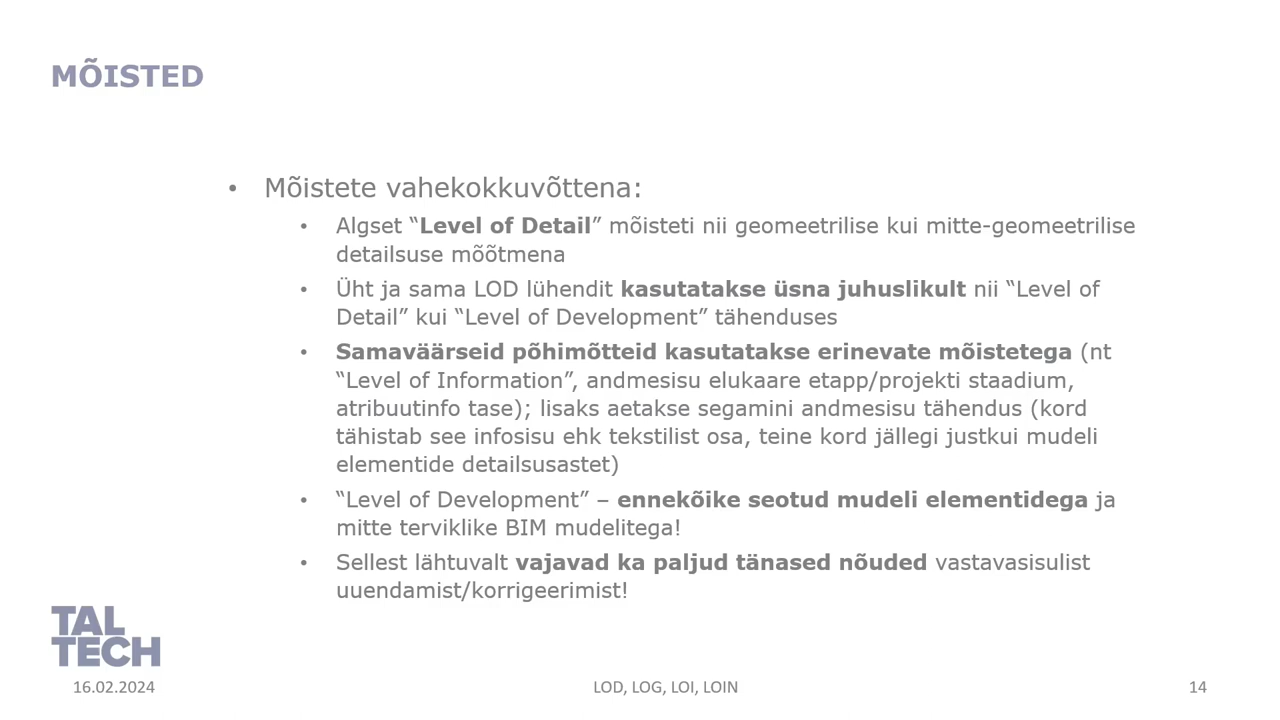 MÕISTED
• Mõistete vahekokkuvõttena:
• Algset “Level of Detail” mõisteti nii geomeetrilise kui mitte-geomeetrilise
detailsuse mõõtmena
• Üht ja sama LOD lühendit kasutatakse üsna juhuslikult nii “Level of
Detail” kui “Level of Development” tähenduses
• Samaväärseid põhimõtteid kasutatakse erinevate mõistetega (nt
“Level of Information”, andmesisu elukaare etapp/projekti staadium,
atribuutinfo tase); lisaks aetakse segamini andmesisu tähendus (kord
tähistab see infosisu ehk tekstilist osa, teine kord jällegi justkui mudeli
elementide detailsusastet)
• “Level of Development” – ennekõike seotud mudeli elementidega ja
mitte terviklike BIM mudelitega!
• Sellest lähtuvalt vajavad ka paljud tänased nõuded vastavasisulist
uuendamist/korrigeerimist!
TAL
TECH
16.02.2024
LOD, LOG, LOI, LOIN
14